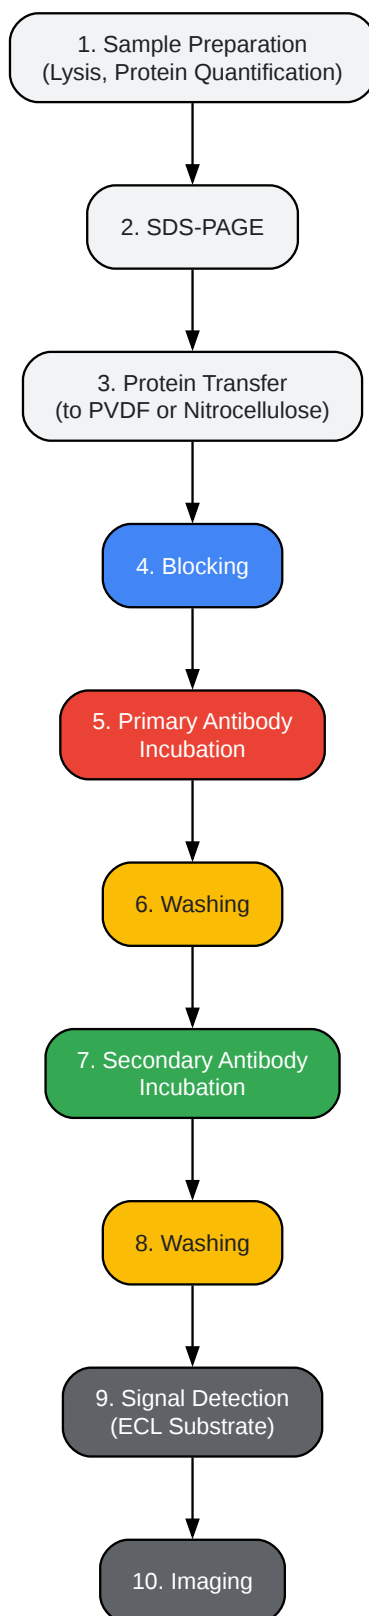 1. Sample Preparation
(Lysis, Protein Quantification)
2. SDS-PAGE
3. Protein Transfer
(to PVDF or Nitrocellulose)
4. Blocking
5. Primary Antibody
Incubation
6. Washing
7. Secondary Antibody
Incubation
8. Washing
9. Signal Detection
(ECL Substrate)
10. Imaging